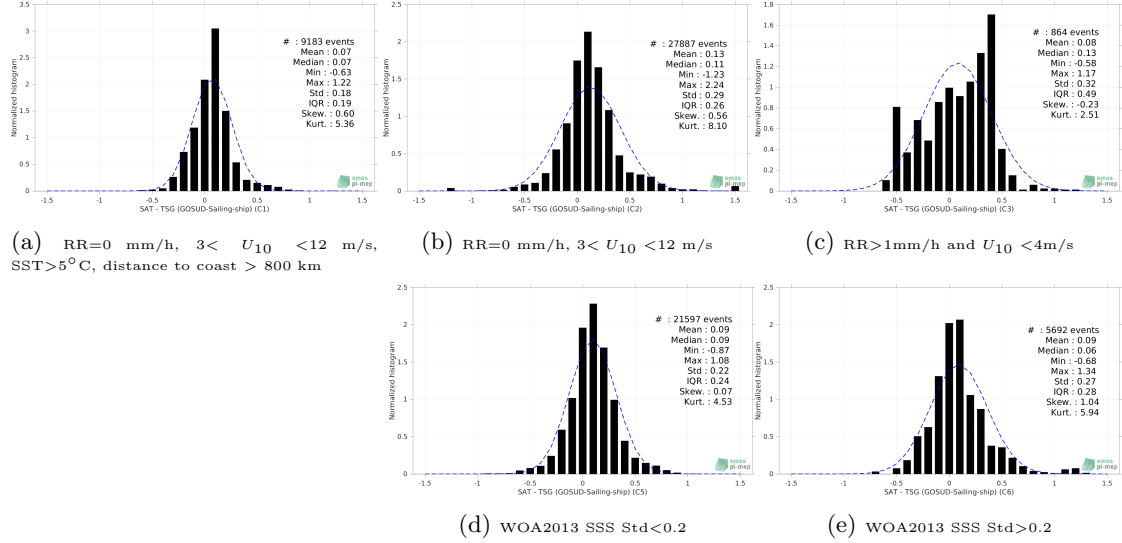 3.5
3
2.5
2
1.5
1
0.5
0
Normalized histogram
# : 9183 events
Mean : 0.07
Median : 0.07
Min : -0.63
Max : 1.22
Std : 0.18
IQR : 0.19
Skew. : 0.60
Kurt. : 5.36
smos
pi-mep
-1.5 -1 -0.5 0 0.5 1 1.5
SAT - TSG (GOSUD-Sailing-ship) (C1)
(a) RR=0 mm/h, 3< U10 <12 m/s,
SST>5°C, distance to coast > 800 km
2.5
2
1.5
1
0.5
0
Normalized histogram
# : 27887 events
Mean : 0.13
Median : 0.11
Min : -1.23
Max : 2.24
Std : 0.29
IQR : 0.26
Skew. : 0.56
Kurt. : 8.10
smos
pi-mep
-1.5 -1 -0.5 0 0.5 1 1.5
SAT - TSG (GOSUD-Sailing-ship) (C2)
(b) RR=0 mm/h, 3< U10 <12 m/s
1.8
1.6
1.4
1.2
1
0.8
0.6
0.4
0.2
0
Normalized histogram
# : 864 events
Mean : 0.08
Median : 0.13
Min : -0.58
Max : 1.17
Std : 0.32
IQR : 0.49
Skew. : -0.23
Kurt. : 2.51
smos
pi-mep
-1.5 -1 -0.5 0 0.5 1 1.5
SAT - TSG (GOSUD-Sailing-ship) (C3)
(c) RR>1mm/h and U10 <4m/s
2.5
2
1.5
1
0.5
0
Normalized histogram
# : 21597 events
Mean : 0.09
Median : 0.09
Min : -0.87
Max : 1.08
Std : 0.22
IQR : 0.24
Skew. : 0.07
Kurt. : 4.53
smos
pi-mep
-1.5 -1 -0.5 0 0.5 1 1.5
SAT - TSG (GOSUD-Sailing-ship) (C5)
(d) WOA2013 SSS Std<0.2
2.5
2
1.5
1
0.5
0
Normalized histogram
# : 5692 events
Mean : 0.09
Median : 0.06
Min : -0.68
Max : 1.34
Std : 0.27
IQR : 0.28
Skew. : 1.04
Kurt. : 5.94
smos
pi-mep
-1.5 -1 -0.5 0 0.5 1 1.5
SAT - TSG (GOSUD-Sailing-ship) (C6)
(e) WOA2013 SSS Std>0.2